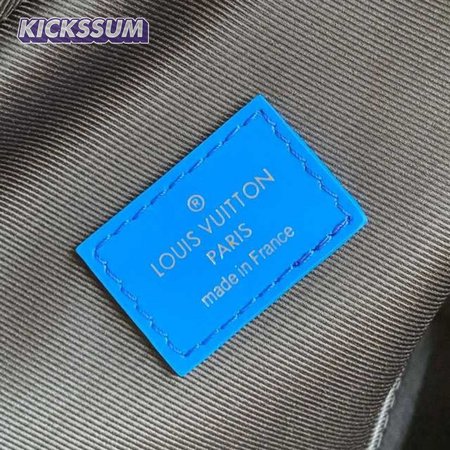 KICKSSUM
®
LOUIS VUITTON
PARIS
made in France